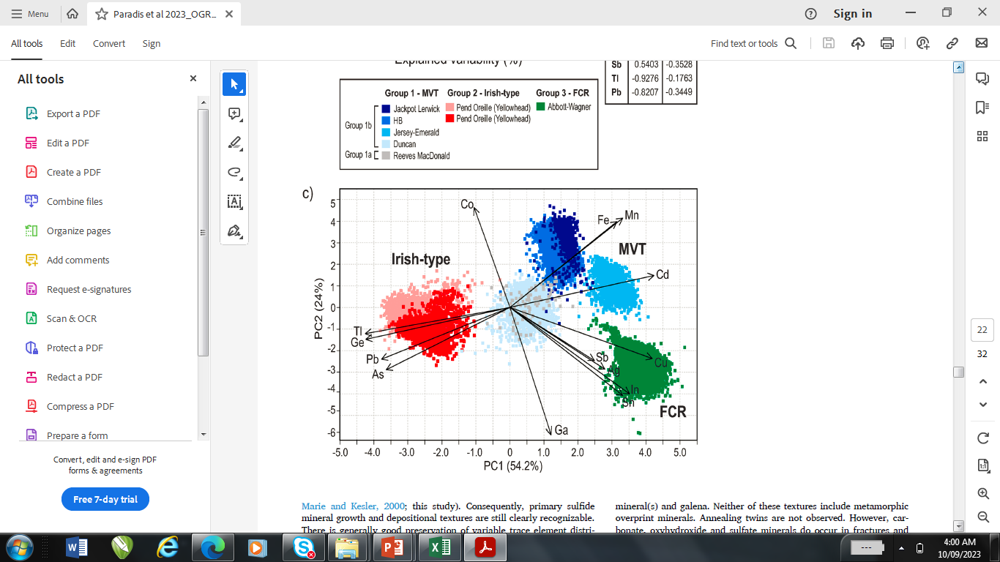 Menu
Paradis et al 2023_OGR...
Sign in
All tools
Edit
Convert
Sign
Find text or tools
All tools
Export a PDF
Edit a PDF
Create a PDF
Combine files
Organize pages
Add comments
Request e-signatures
Scan & OCR
Protect a PDF
Redact a PDF
Compress a PDF
Prepare a form
Convert, edit and e-sign PDF
forms & agreements
Free 7-day trial
Explained variability (%)
Sb 0.5403 -0.3528
Tl -0.9276 -0.1763
Pb -0.8207 -0.3449
Group 1 - MVT Group 2 - Irish-type Group 3 - FCR
Jackpot Lerwick Pend Oreille (Yellowhead) Abbott-Wagner
HB Pend Oreille (Yellowhead)
Group 1b
Jersey-Emerald
Duncan
Group 1a Reeves MacDonald
c)
5
4
3
2
1
0
-1
-2
-3
-4
-5
-6
PC2 (24%)
Co
Fe Mn
MVT
Irish-type
Cd
Tl
Ge
Pb
As
Sb
Cu
Ag
In
Sn
FCR
Ga
-5.0 -4.0 -3.0 -2.0 -1.0 0 1.0 2.0 3.0 4.0 5.0
PC1 (54.2%)
Marie and Kesler, 2000; this study). Consequently, primary sulfide
mineral growth and depositional textures are still clearly recognizable.
There is generally good preservation of variable trace element distri-
mineral(s) and galena. Neither of these textures include metamorphic
overprint minerals. Annealing twins are not observed. However, car-
bonate, oxyhydroxide and sulfate minerals do occur in fractures and
22
32
1:1
4:00 AM
10/09/2023